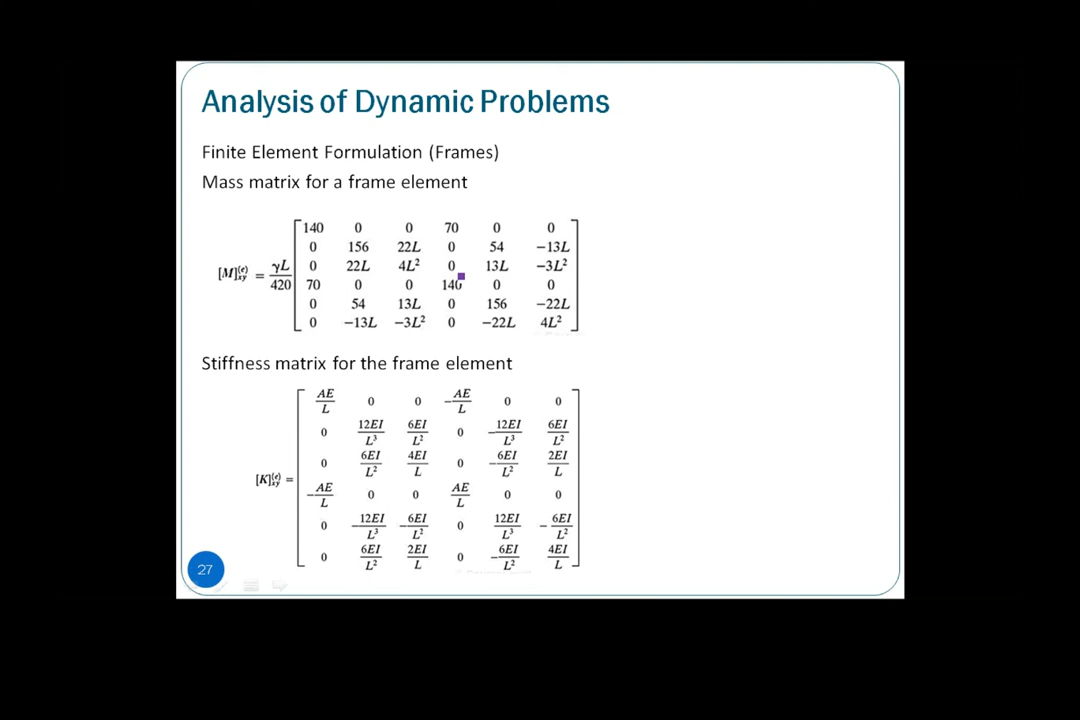 Analysis of Dynamic Problems
Finite Element Formulation (Frames)
Mass matrix for a frame element
[M]xy(e) = γL/420
140 0 0 70 0 0
0 156 22L 0 54 −13L
0 22L 4L² 0 13L −3L²
70 0 0 140 0 0
0 54 13L 0 156 −22L
0 −13L −3L² 0 −22L 4L²
Stiffness matrix for the frame element
[K]xy(e) =
AE/L 0 0 −AE/L 0 0
0 12EI/L³ 6EI/L² 0 −12EI/L³ 6EI/L²
0 6EI/L² 4EI/L 0 −6EI/L² 2EI/L
−AE/L 0 0 AE/L 0 0
0 −12EI/L³ −6EI/L² 0 12EI/L³ −6EI/L²
0 6EI/L² 2EI/L 0 −6EI/L² 4EI/L
27